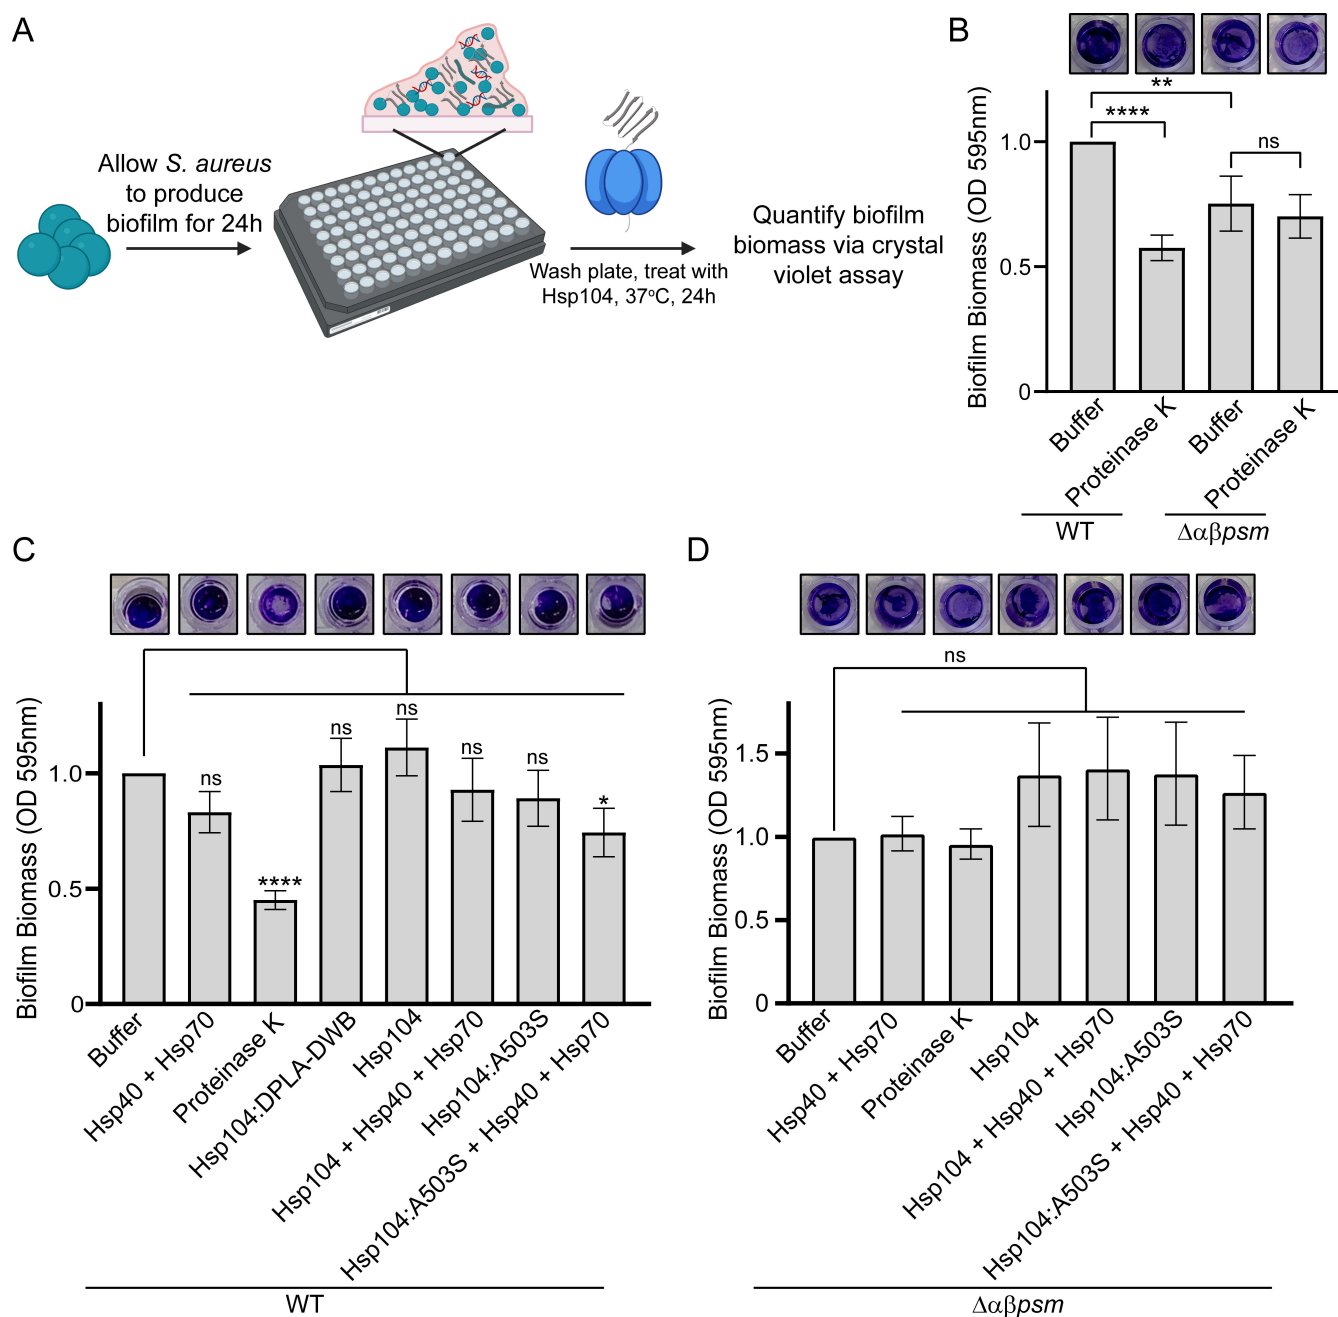 A
Allow S. aureus
to produce
biofilm for 24h
Wash plate, treat with
Hsp104, 37°C, 24h
Quantify biofilm
biomass via crystal
violet assay
B
**
****
ns
Biofilm Biomass (OD 595nm)
1.0
0.5
0
Buffer
Proteinase K
Buffer
Proteinase K
WT
Δαβpsm
C
Biofilm Biomass (OD 595nm)
1.0
0.5
0
ns
****
ns
ns
ns
ns
*
Buffer
Hsp40 + Hsp70
Proteinase K
Hsp104:DPLA-DWB
Hsp104
Hsp104 + Hsp40 + Hsp70
Hsp104:A503S
Hsp104:A503S + Hsp40 + Hsp70
WT
D
ns
Biofilm Biomass (OD 595nm)
1.5
1.0
0.5
0
Buffer
Hsp40 + Hsp70
Proteinase K
Hsp104
Hsp104 + Hsp40 + Hsp70
Hsp104:A503S
Hsp104:A503S + Hsp40 + Hsp70
Δαβpsm